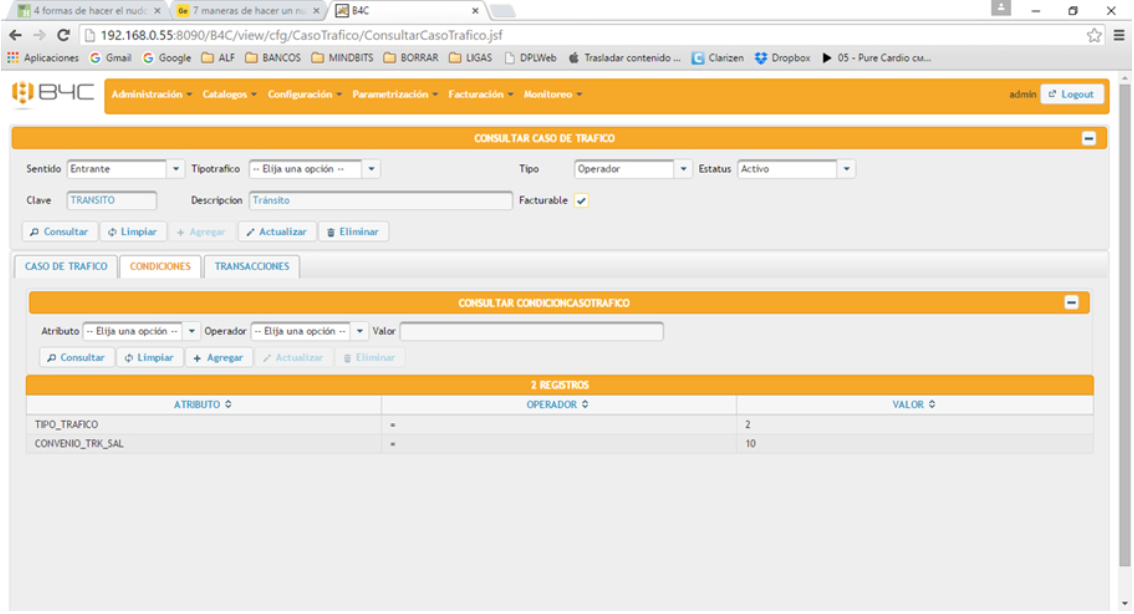 4 formas de hacer el nudo 7 maneras de hacer un nu B4C
192.168.0.55:8090/B4C/view/cfg/CasoTrafico/ConsultarCasoTrafico.jsf
Aplicaciones Gmail Google ALF BANCOS MINDBITS BORRAR LIGAS DPLWeb Trasladar contenido ... Clarizen Dropbox 05 - Pure Cardio см...
B4C Administración Catalogos Configuración Parametrización Facturación Monitoreo admin Logout
CONSULTAR CASO DE TRAFICO
Sentido Entrante Tipotrafico -- Elija una opción -- Tipo Operador Estatus Activo
Clave TRANSITO Descripcion Tránsito Facturable
Consultar Limpiar Agregar Actualizar Eliminar
CASO DE TRAFICO CONDICIONES TRANSACCIONES
CONSULTAR CONDICIONCASOTRAFICO
Atributo -- Elija una opción -- Operador -- Elija una opción -- Valor
Consultar Limpiar Agregar Actualizar Eliminar
2 REGISTROS
ATRIBUTO OPERADOR VALOR
TIPO_TRAFICO = 2
CONVENIO_TRK_SAL = 10